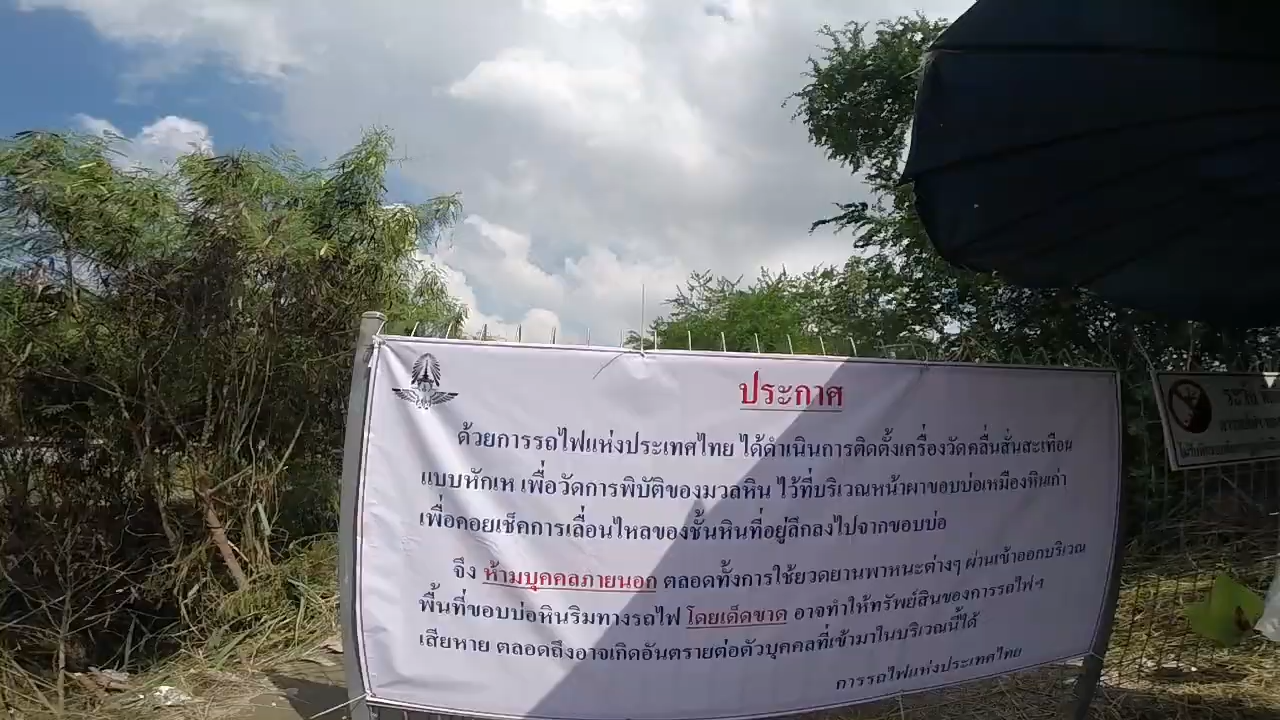 ประกาศ
ด้วยการรถไฟแห่งประเทศไทย ได้ดำเนินการติดตั้งเครื่องวัดคลื่นสั่นสะเทือน
แบบหักเห เพื่อวัดการพิบัติของมวลหิน ไว้ที่บริเวณหน้าผาขอบบ่อเหมืองหินเก่า
เพื่อคอยเช็คการเลื่อนไหลของชั้นหินที่อยู่ลึกลงไปจากขอบบ่อ
จึง ห้ามบุคคลภายนอก ตลอดทั้งการใช้ยวดยานพาหนะต่างๆ ผ่านเข้าออกบริเวณ
พื้นที่ขอบบ่อหินริมทางรถไฟ โดยเด็ดขาด อาจทำให้ทรัพย์สินของการรถไฟฯ
เสียหาย ตลอดถึงอาจเกิดอันตรายต่อตัวบุคคลที่เข้ามาในบริเวณนี้ได้
การรถไฟแห่งประเทศไทย
ระวัง